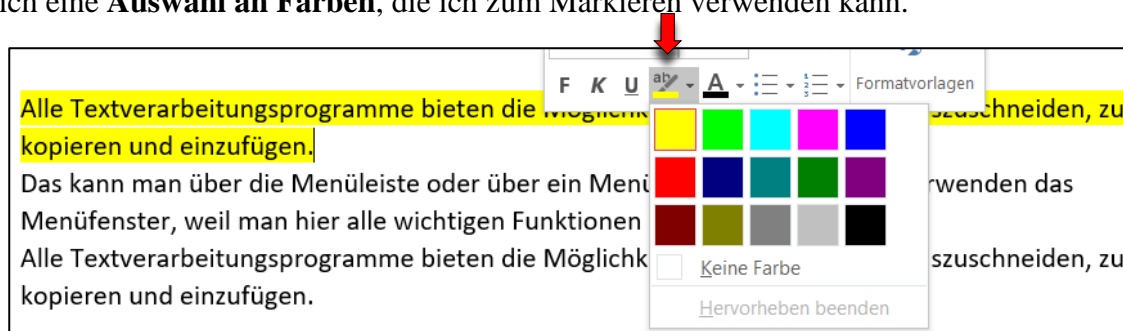 ich eine Auswahl an Farben, die ich zum Markieren verwenden kann.
F K U ab A Formatvorlagen
Alle Textverarbeitungsprogramme bieten die Möglichk szuschneiden, zu
kopieren und einzufügen.
Das kann man über die Menüleiste oder über ein Menü rwenden das
Menüfenster, weil man hier alle wichtigen Funktionen
Alle Textverarbeitungsprogramme bieten die Möglichk szuschneiden, zu
kopieren und einzufügen.
Keine Farbe
Hervorheben beenden